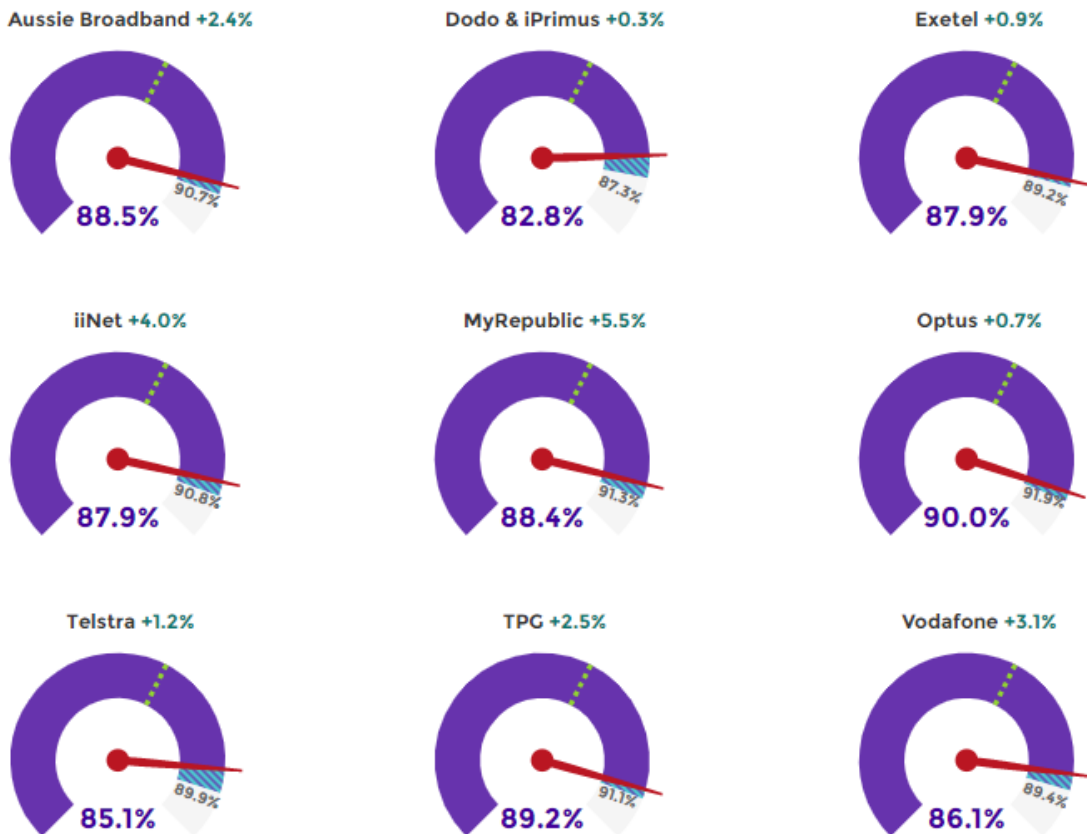 Aussie Broadband +2.4%
Dodo & iPrimus +0.3%
Exetel +0.9%
90.7%
88.5%
87.3%
82.8%
89.2%
87.9%
iiNet +4.0%
MyRepublic +5.5%
Optus +0.7%
90.8%
87.9%
91.3%
88.4%
91.9%
90.0%
Telstra +1.2%
TPG +2.5%
Vodafone +3.1%
89.9%
85.1%
91.1%
89.2%
89.4%
86.1%